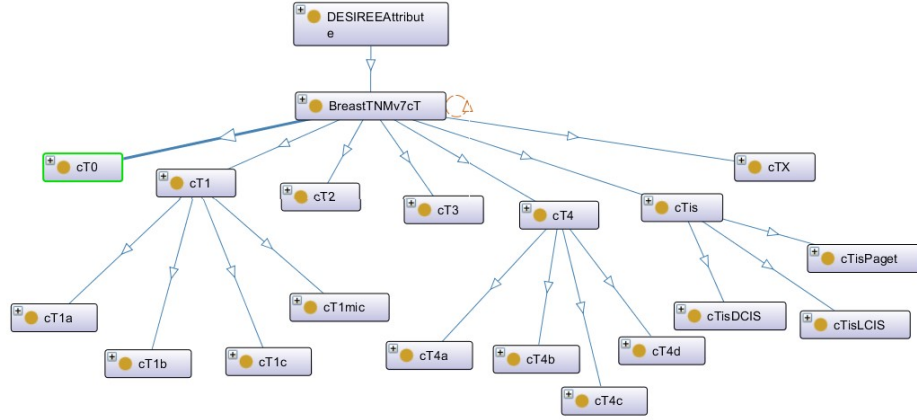 DESIREEAttribut
e
BreastTNMv7cT
cT0
cT1
cT2
cT3
cT4
cTis
cTX
cT1a
cT1b
cT1c
cT1mic
cT4a
cT4b
cT4c
cT4d
cTisDCIS
cTisLCIS
cTisPaget